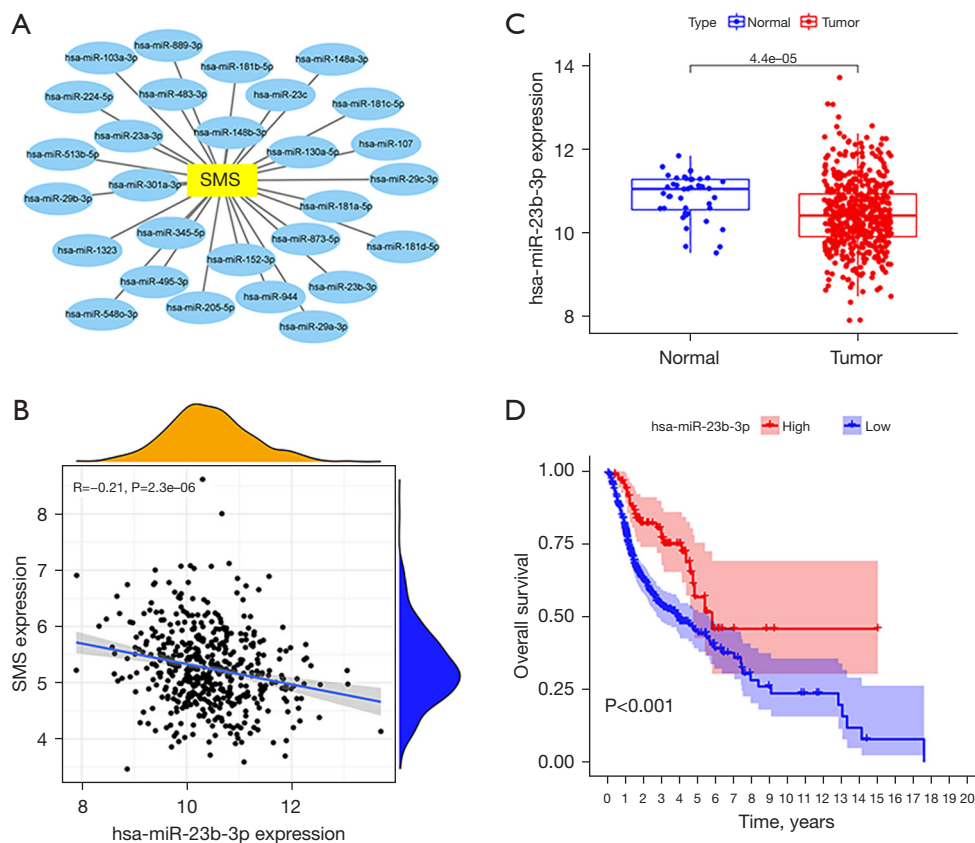 A
hsa-miR-889-3p
hsa-miR-103a-3p
hsa-miR-181b-5p
hsa-miR-148a-3p
hsa-miR-224-5p
hsa-miR-483-3p
hsa-miR-23c
hsa-miR-181c-5p
hsa-miR-23a-3p
hsa-miR-148b-3p
hsa-miR-513b-5p
hsa-miR-130a-5p
hsa-miR-107
SMS
hsa-miR-29c-3p
hsa-miR-301a-3p
hsa-miR-29b-3p
hsa-miR-181a-5p
hsa-miR-345-5p
hsa-miR-873-5p
hsa-miR-1323
hsa-miR-181d-5p
hsa-miR-152-3p
hsa-miR-495-3p
hsa-miR-23b-3p
hsa-miR-944
hsa-miR-205-5p
hsa-miR-548o-3p
hsa-miR-29a-3p
B
R=−0.21, P=2.3e−06
SMS expression
8
7
6
5
4
8 10 12
hsa-miR-23b-3p expression
C
Type Normal Tumor
4.4e−05
hsa-miR-23b-3p expression
14
12
10
8
Normal Tumor
D
hsa-miR-23b-3p High Low
Overall survival
1.00
0.75
0.50
0.25
0.00
P<0.001
0 1 2 3 4 5 6 7 8 9 10 11 12 13 14 15 16 17 18 19 20
Time, years